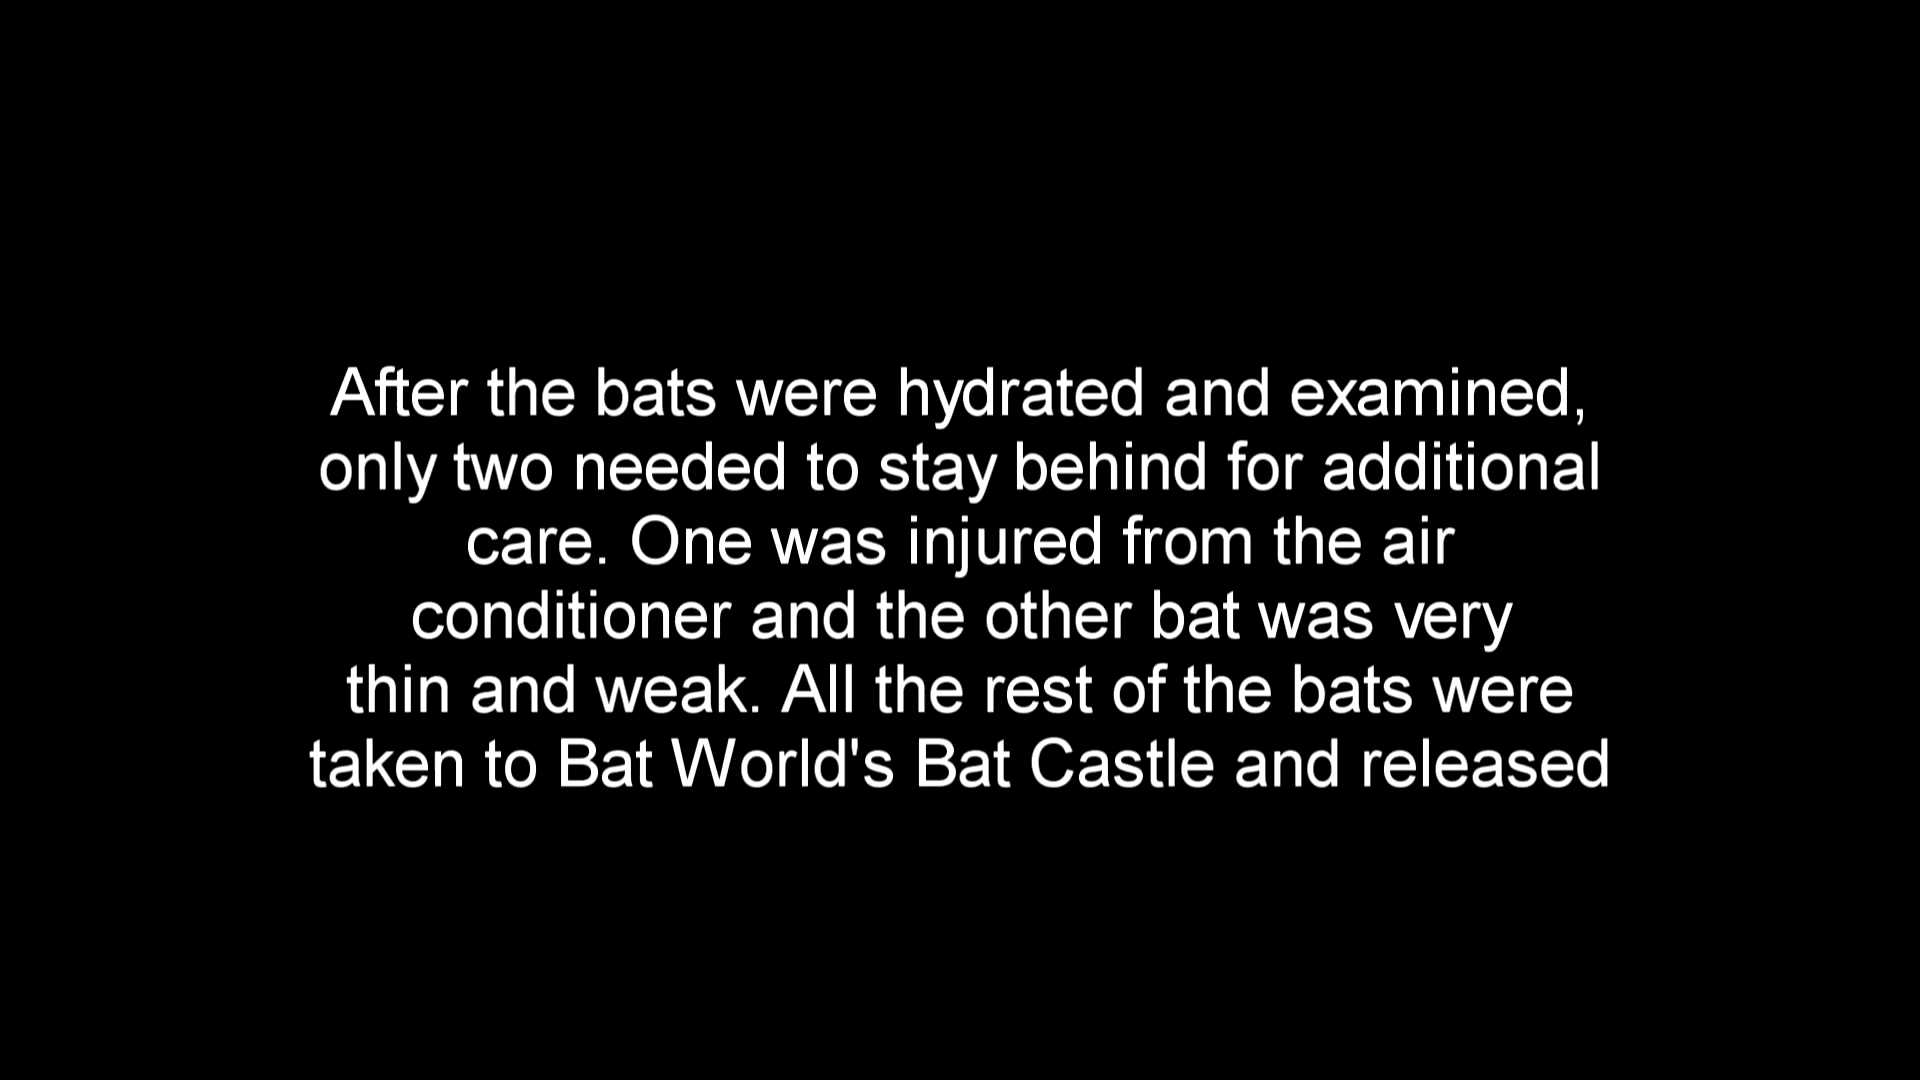 After the bats were hydrated and examined,
only two needed to stay behind for additional
care. One was injured from the air
conditioner and the other bat was very
thin and weak. All the rest of the bats were
taken to Bat World's Bat Castle and released